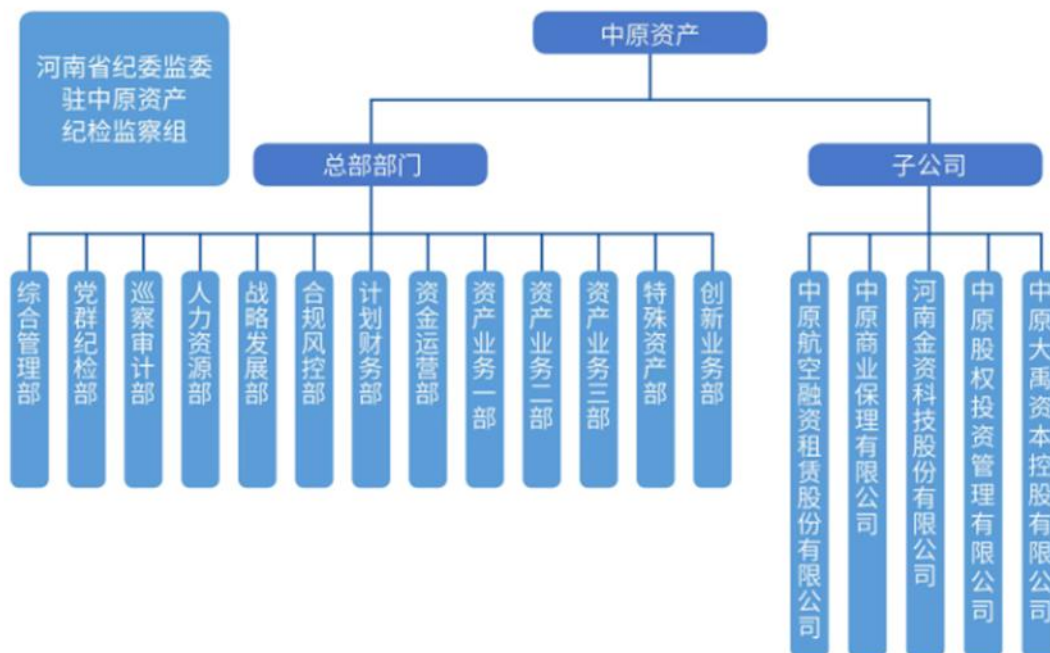 河南省纪委监委
驻中原资产
纪检监察组
中原资产
总部部门
子公司
综合管理部
党群纪检部
巡察审计部
人力资源部
战略发展部
合规风控部
计划财务部
资金运营部
资产业务一部
资产业务二部
资产业务三部
特殊资产部
创新业务部
中原航空融资租赁股份有限公司
中原商业保理有限公司
河南金资科技股份有限公司
中原股权投资管理有限公司
中原大禹资本控股有限公司